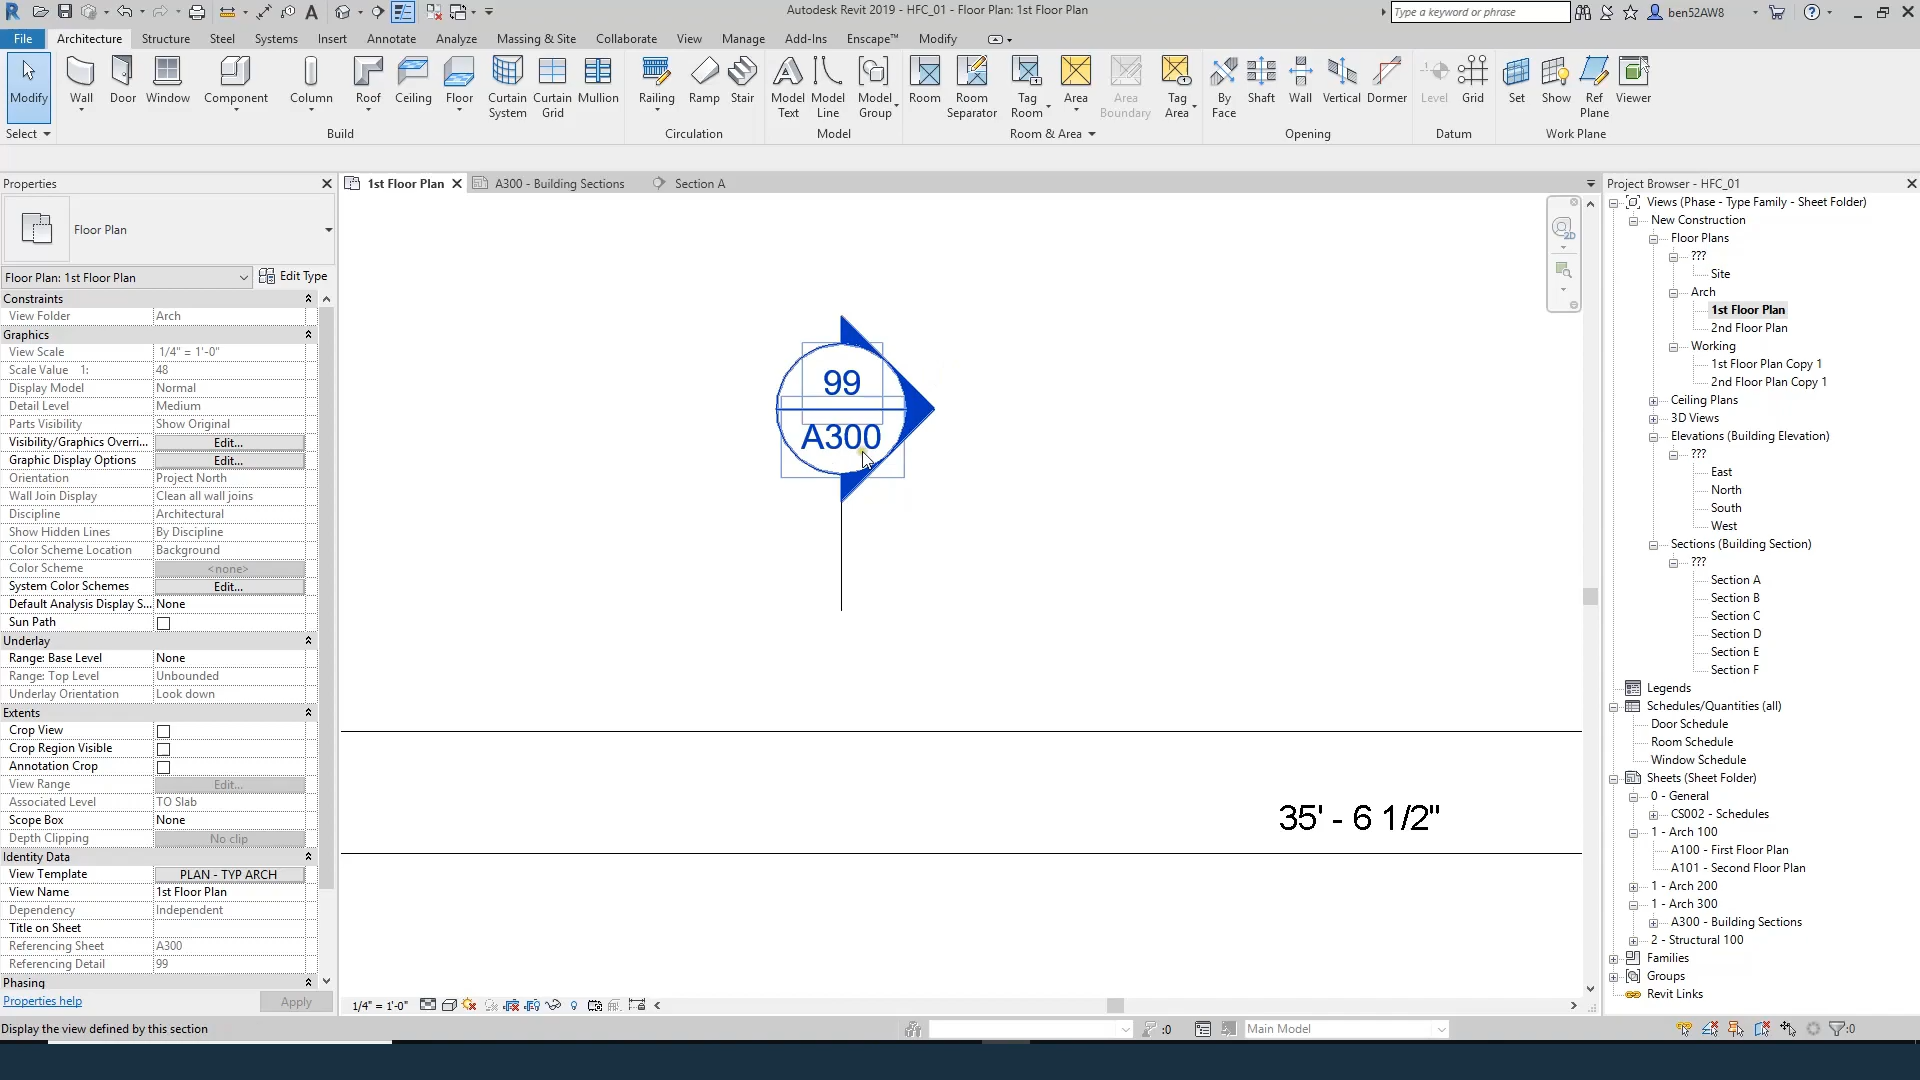 Autodesk Revit 2019 - HFC_01 - Floor Plan: 1st Floor Plan
Type a keyword or phrase
ben52AW8
File Architecture Structure Steel Systems Insert Annotate Analyze Massing & Site Collaborate View Manage Add-Ins Enscape™ Modify
Modify Wall Door Window Component Column Roof Ceiling Floor Curtain System Curtain Grid Mullion Railing Ramp Stair Model Text Model Line Model Group Room Room Separator Tag Room Area Area Boundary Tag Area By Face Shaft Wall Vertical Dormer Level Grid Set Show Ref Plane Viewer
Select Build Circulation Model Room & Area Opening Datum Work Plane
Properties
Floor Plan
Floor Plan: 1st Floor Plan Edit Type
Constraints
View Folder Arch
Graphics
View Scale 1/4" = 1'-0"
Scale Value 1: 48
Display Model Normal
Detail Level Medium
Parts Visibility Show Original
Visibility/Graphics Overri... Edit...
Graphic Display Options Edit...
Orientation Project North
Wall Join Display Clean all wall joins
Discipline Architectural
Show Hidden Lines By Discipline
Color Scheme Location Background
Color Scheme <none>
System Color Schemes Edit...
Default Analysis Display S... None
Sun Path
Underlay
Range: Base Level None
Range: Top Level Unbounded
Underlay Orientation Look down
Extents
Crop View
Crop Region Visible
Annotation Crop
View Range Edit...
Associated Level TO Slab
Scope Box None
Depth Clipping No clip
Identity Data
View Template PLAN - TYP ARCH
View Name 1st Floor Plan
Dependency Independent
Title on Sheet
Referencing Sheet A300
Referencing Detail 99
Phasing
Properties help Apply
1st Floor Plan A300 - Building Sections Section A
2D
99
A300
35' - 6 1/2"
1/4" = 1'-0"
Project Browser - HFC_01
Views (Phase - Type Family - Sheet Folder)
New Construction
Floor Plans
???
Site
Arch
1st Floor Plan
2nd Floor Plan
Working
1st Floor Plan Copy 1
2nd Floor Plan Copy 1
Ceiling Plans
3D Views
Elevations (Building Elevation)
???
East
North
South
West
Sections (Building Section)
???
Section A
Section B
Section C
Section D
Section E
Section F
Legends
Schedules/Quantities (all)
Door Schedule
Room Schedule
Window Schedule
Sheets (Sheet Folder)
0 - General
CS002 - Schedules
1 - Arch 100
A100 - First Floor Plan
A101 - Second Floor Plan
1 - Arch 200
1 - Arch 300
A300 - Building Sections
2 - Structural 100
Families
Groups
Revit Links
Display the view defined by this section :0 Main Model :0